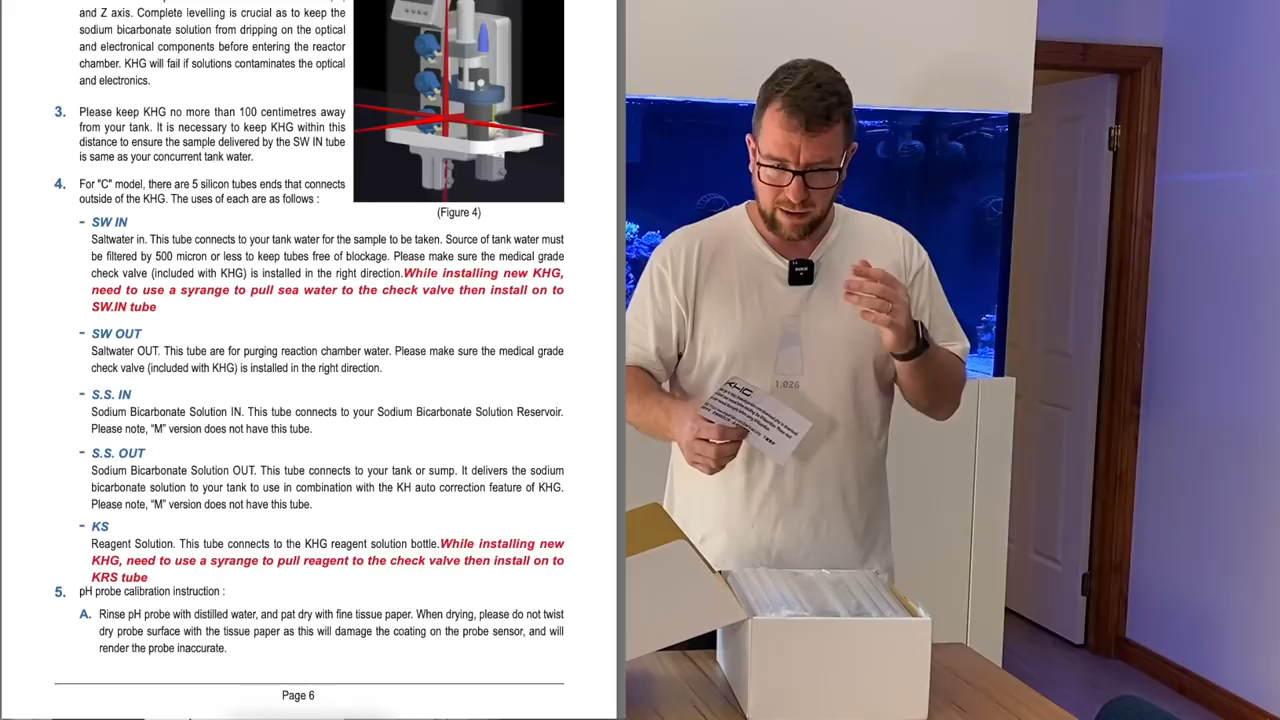 and Z axis. Complete levelling is crucial as to keep the
sodium bicarbonate solution from dripping on the optical
and electronical components before entering the reactor
chamber. KHG will fail if solutions contaminates the optical
and electronics.
3. Please keep KHG no more than 100 centimetres away
from your tank. It is necessary to keep KHG within this
distance to ensure the sample delivered by the SW IN tube
is same as your concurrent tank water.
4. For "C" model, there are 5 silicon tubes ends that connects
outside of the KHG. The uses of each are as follows :
(Figure 4)
- SW IN
Saltwater in. This tube connects to your tank water for the sample to be taken. Source of tank water must
be filtered by 500 micron or less to keep tubes free of blockage. Please make sure the medical grade
check valve (included with KHG) is installed in the right direction.While installing new KHG,
need to use a syrange to pull sea water to the check valve then install on to
SW.IN tube
- SW OUT
Saltwater OUT. This tube are for purging reaction chamber water. Please make sure the medical grade
check valve (included with KHG) is installed in the right direction.
- S.S. IN
Sodium Bicarbonate Solution IN. This tube connects to your Sodium Bicarbonate Solution Reservoir.
Please note, “M” version does not have this tube.
- S.S. OUT
Sodium Bicarbonate Solution OUT. This tube connects to your tank or sump. It delivers the sodium
bicarbonate solution to your tank to use in combination with the KH auto correction feature of KHG.
Please note, “M” version does not have this tube.
- KS
Reagent Solution. This tube connects to the KHG reagent solution bottle.While installing new
KHG, need to use a syrange to pull reagent to the check valve then install on to
KRS tube
5. pH probe calibration instruction :
A. Rinse pH probe with distilled water, and pat dry with fine tissue paper. When drying, please do not twist
dry probe surface with the tissue paper as this will damage the coating on the probe sensor, and will
render the probe inaccurate.
Page 6
1.026
KHG